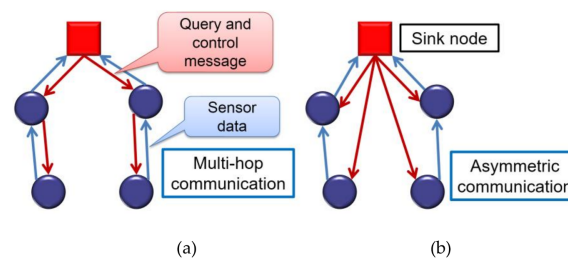 Query and
control
message
Sensor
data
Multi-hop
communication
Sink node
Asymmetric
communication
(a)
(b)